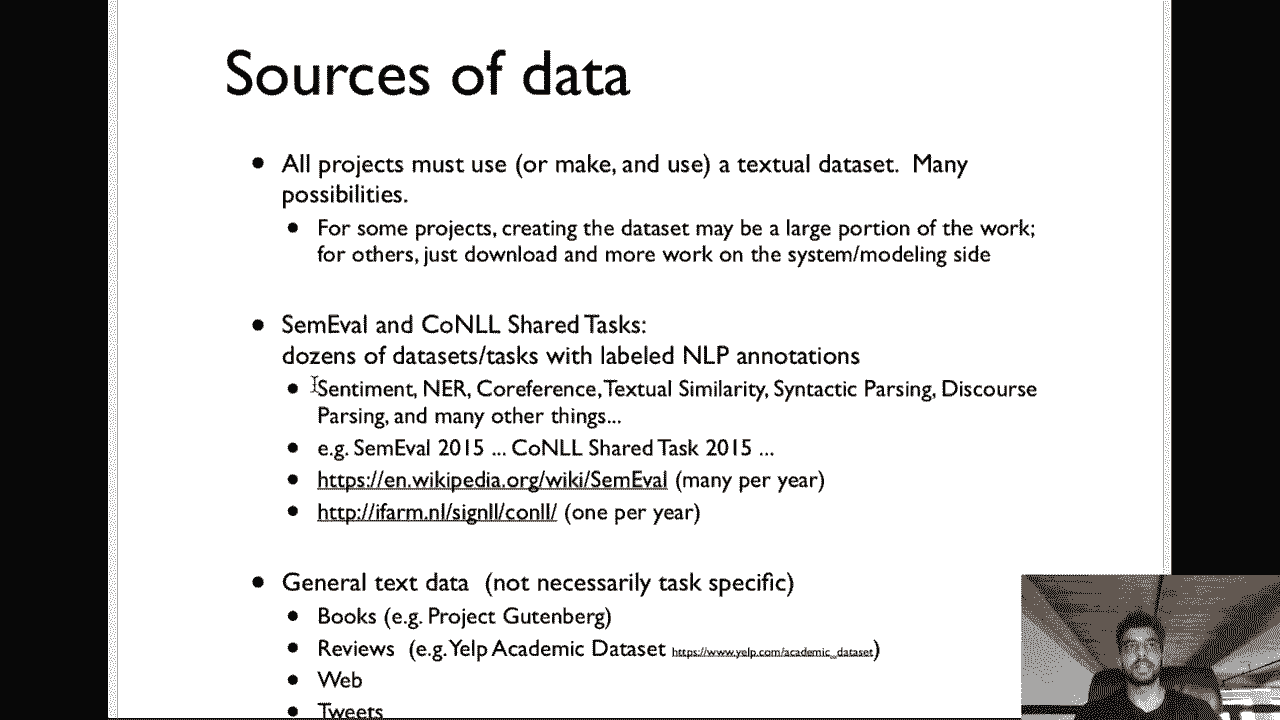 Sources of data
• All projects must use (or make, and use) a textual dataset. Many
possibilities.
• For some projects, creating the dataset may be a large portion of the work;
for others, just download and more work on the system/modeling side
• SemEval and CoNLL Shared Tasks:
dozens of datasets/tasks with labeled NLP annotations
• Sentiment, NER, Coreference, Textual Similarity, Syntactic Parsing, Discourse
Parsing, and many other things...
• e.g. SemEval 2015 ... CoNLL Shared Task 2015 ...
• https://en.wikipedia.org/wiki/SemEval (many per year)
• http://ifarm.nl/signll/conll/ (one per year)
• General text data (not necessarily task specific)
• Books (e.g. Project Gutenberg)
• Reviews (e.g. Yelp Academic Dataset https://www.yelp.com/academic_dataset)
• Web
• Tweets